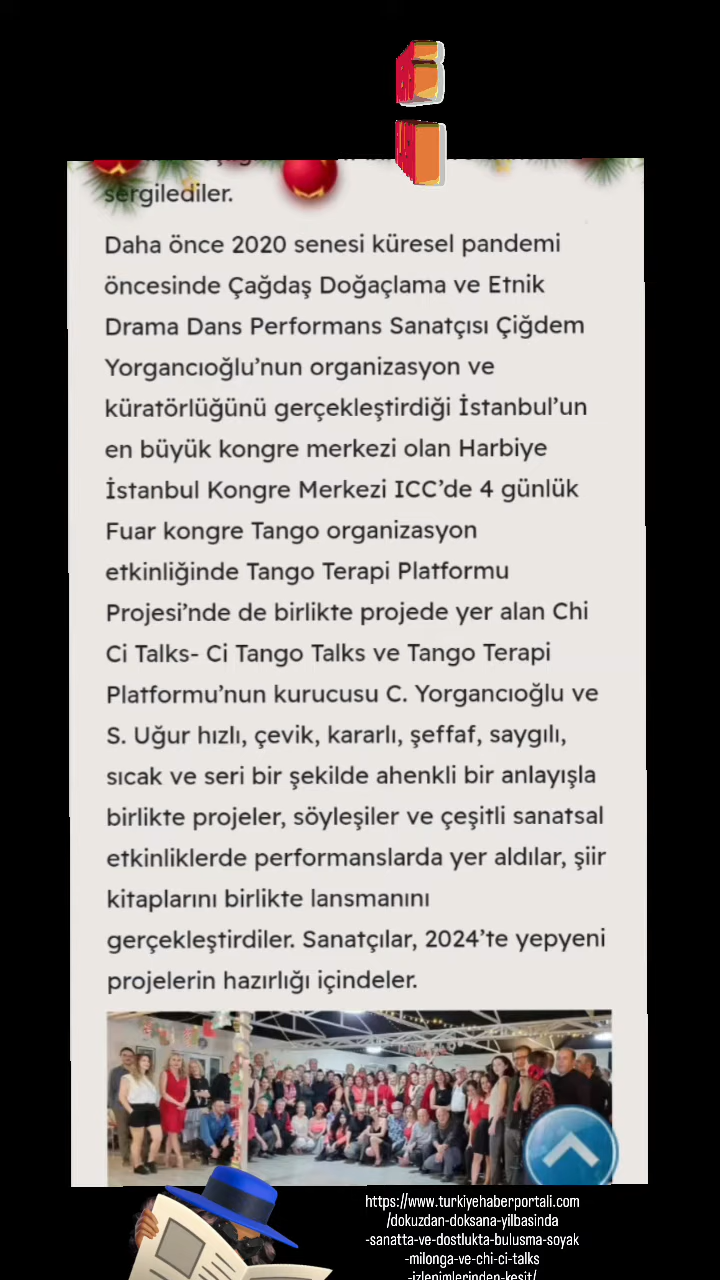 sergilediler.
Daha önce 2020 senesi küresel pandemi
öncesinde Çağdaş Doğaçlama ve Etnik
Drama Dans Performans Sanatçısı Çiğdem
Yorgancıoğlu’nun organizasyon ve
küratörlüğünü gerçekleştirdiği İstanbul’un
en büyük kongre merkezi olan Harbiye
İstanbul Kongre Merkezi ICC’de 4 günlük
Fuar kongre Tango organizasyon
etkinliğinde Tango Terapi Platformu
Projesi’nde de birlikte projede yer alan Chi
Ci Talks- Ci Tango Talks ve Tango Terapi
Platformu’nun kurucusu C. Yorgancıoğlu ve
S. Uğur hızlı, çevik, kararlı, şeffaf, saygılı,
sıcak ve seri bir şekilde ahenkli bir anlayışla
birlikte projeler, söyleşiler ve çeşitli sanatsal
etkinliklerde performanslarda yer aldılar, şiir
kitaplarını birlikte lansmanını
gerçekleştirdiler. Sanatçılar, 2024’te yepyeni
projelerin hazırlığı içindeler.
https://www.turkiyehaberportali.com
/dokuzdan-doksana-yilbasinda
-sanatta-ve-dostlukta-bulusma-soyak
-milonga-ve-chi-ci-talks
-izlenimlerinden-kesit/